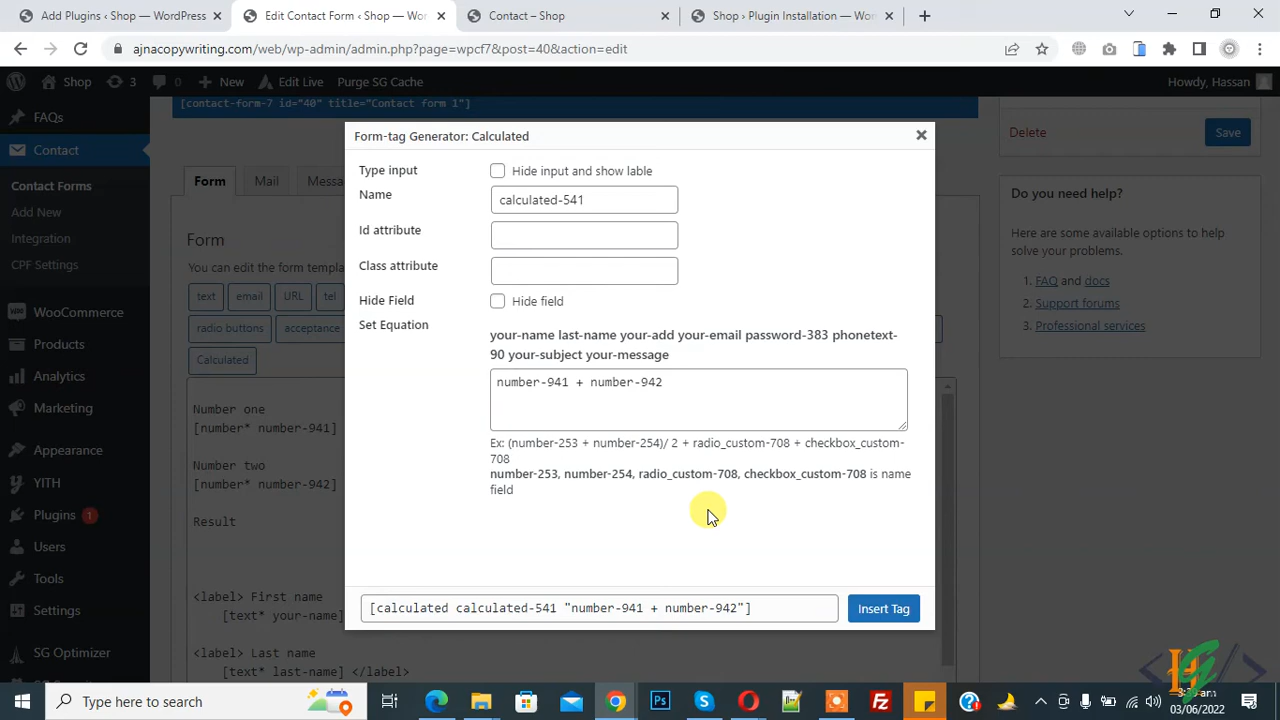 Add Plugins ‹ Shop — WordPress
Edit Contact Form ‹ Shop — Wor
Contact – Shop
Shop › Plugin Installation — Wor
ajnacopywriting.com/web/wp-admin/admin.php?page=wpcf7&post=40&action=edit
Shop
3
0
New
Edit Live
Purge SG Cache
Howdy, Hassan
FAQs
Contact
Contact Forms
Add New
Integration
CPF Settings
WooCommerce
Products
Analytics
Marketing
Appearance
YITH
Plugins 1
Users
Tools
Settings
SG Optimizer
[contact-form-7 id="40" title="Contact form 1"]
Form
Mail
Messa
Form
You can edit the form templa
text
email
URL
tel
radio buttons
acceptance
Calculated
Number one
[number* number-941]
Number two
[number* number-942]
Result
<label> First name
[text* your-name]
<label> Last name
[text* last-name] </label>
Form-tag Generator: Calculated
Type input
Hide input and show lable
Name
calculated-541
Id attribute
Class attribute
Hide Field
Hide field
Set Equation
your-name last-name your-add your-email password-383 phonetext-
90 your-subject your-message
number-941 + number-942
Ex: (number-253 + number-254)/ 2 + radio_custom-708 + checkbox_custom-
708
number-253, number-254, radio_custom-708, checkbox_custom-708 is name
field
[calculated calculated-541 "number-941 + number-942"]
Insert Tag
Delete
Save
Do you need help?
Here are some available options to help
solve your problems.
1. FAQ and docs
2. Support forums
3. Professional services
Type here to search
Ps
03/06/2022